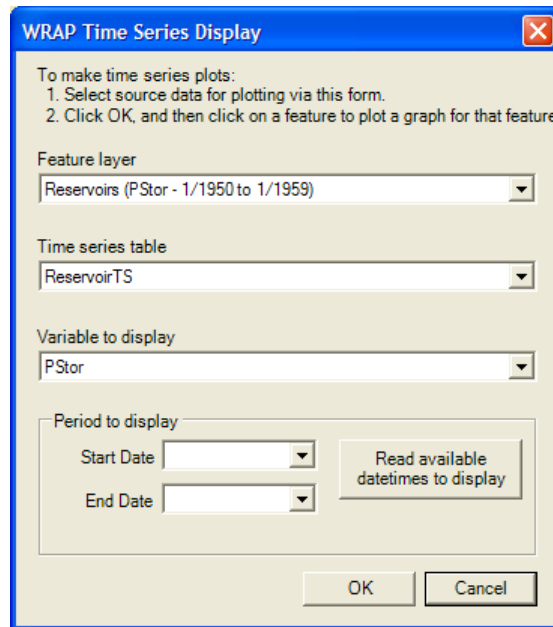 WRAP Time Series Display
To make time series plots:
1. Select source data for plotting via this form.
2. Click OK, and then click on a feature to plot a graph for that feature
Feature layer
Reservoirs (PStor - 1/1950 to 1/1959)
Time series table
ReservoirTS
Variable to display
PStor
Period to display
Start Date
End Date
Read available
datetimes to display
OK
Cancel